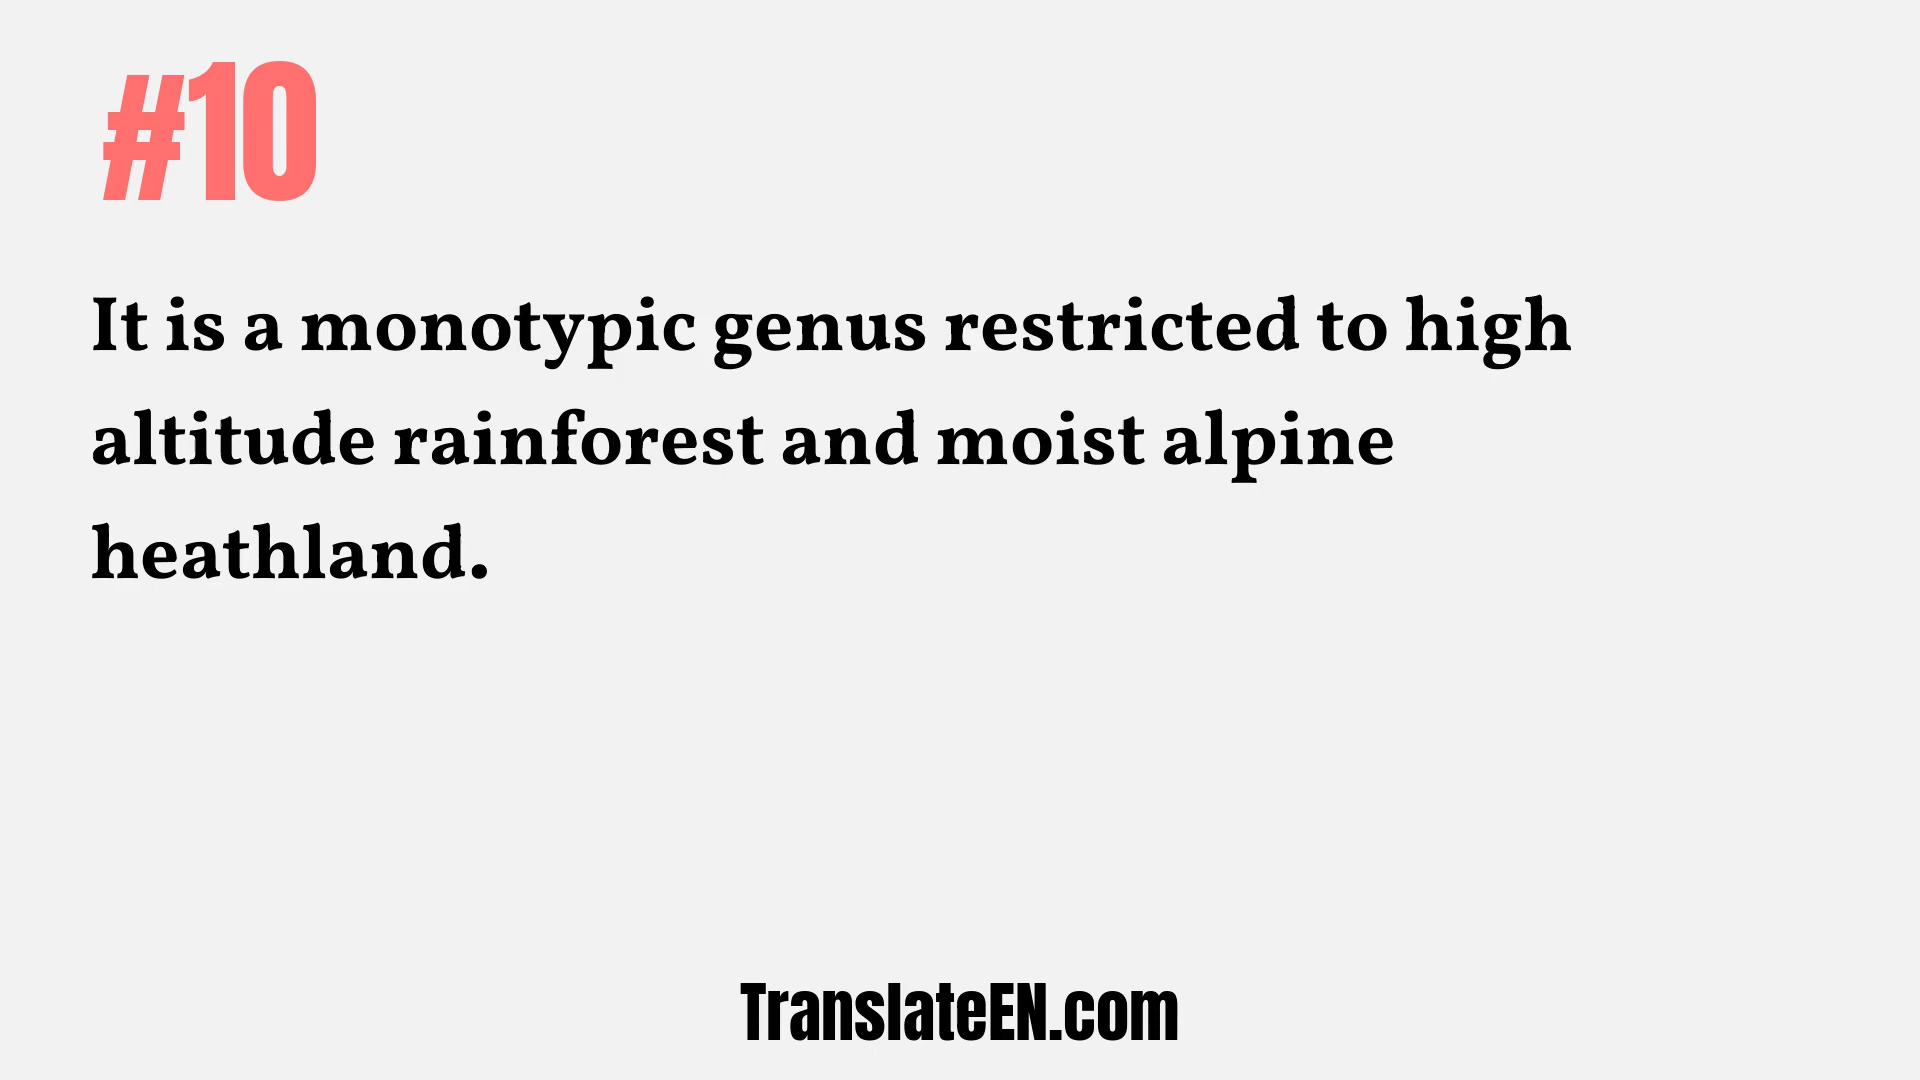 #10
It is a monotypic genus restricted to high
altitude rainforest and moist alpine
heathland.
TranslateEN.com